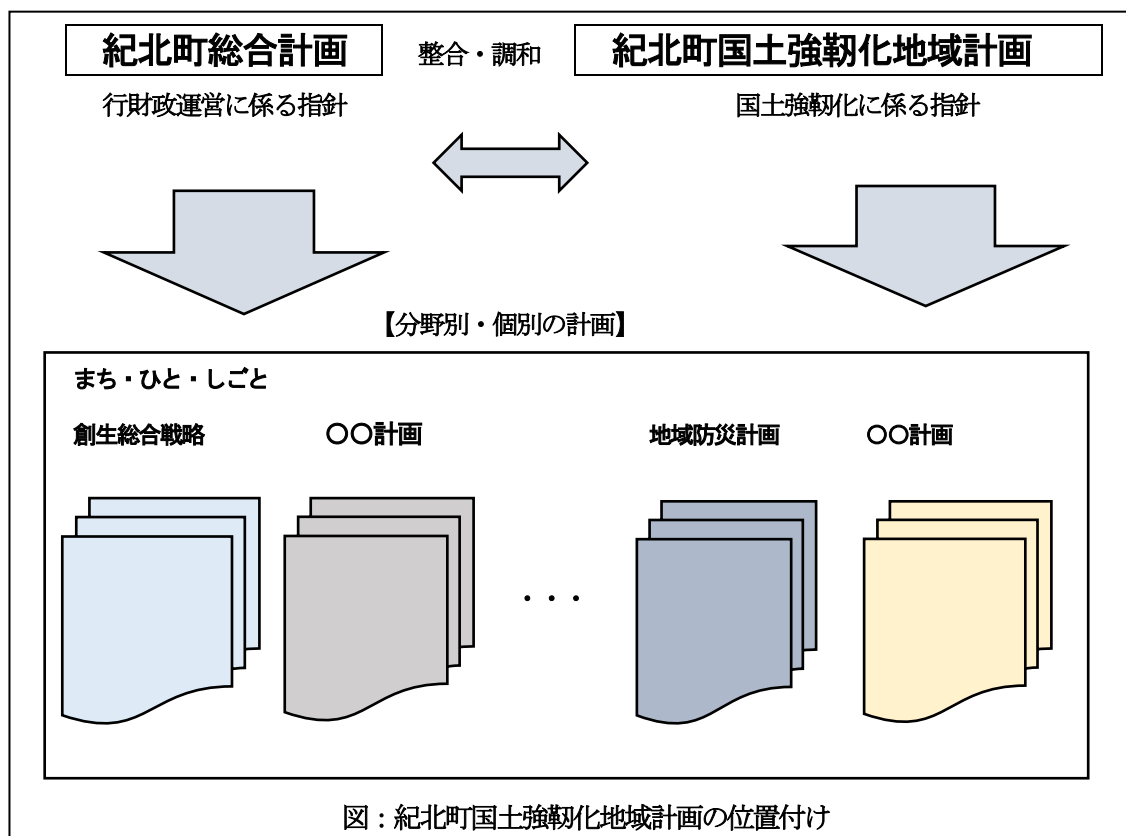 紀北町総合計画
整合・調和
紀北町国土強靭化地域計画
行財政運営に係る指針
国土強靭化に係る指針
【分野別・個別の計画】
まち・ひと・しごと
創生総合戦略
〇〇計画
地域防災計画
〇〇計画
・・・
図：紀北町国土強靭化地域計画の位置付け